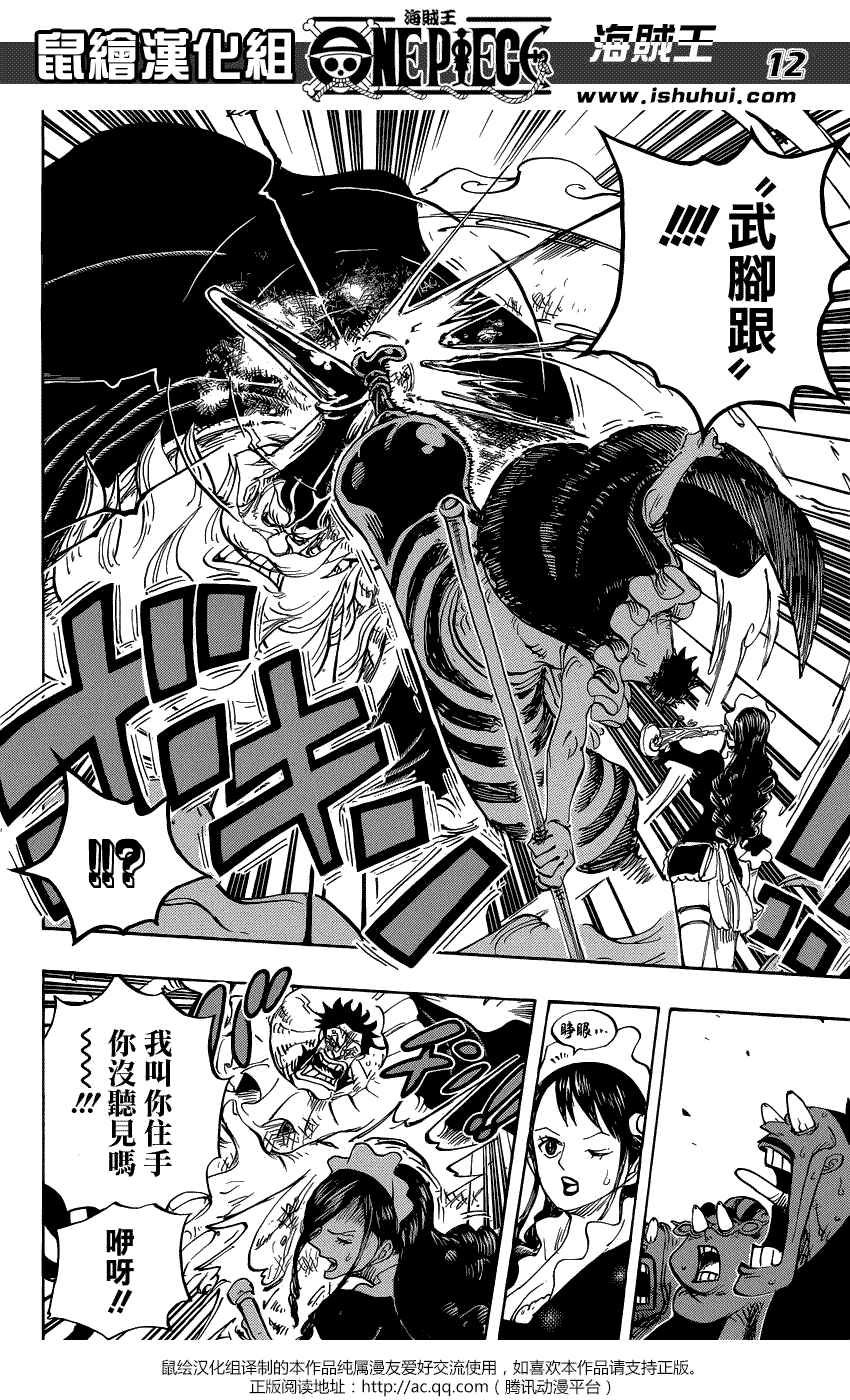 鼠繪漢化組
海賊王
ONE PIECE
海賊王
12
www.ishuhui.com
〝武腳跟〞
!!!!
!!?
睜眼…
我叫你住手
你沒聽見嗎
~~~!!!
咿呀!!
鼠绘汉化组译制的本作品纯属漫友爱好交流使用，如喜欢本作品请支持正版。
正版阅读地址：http://ac.qq.com（腾讯动漫平台）